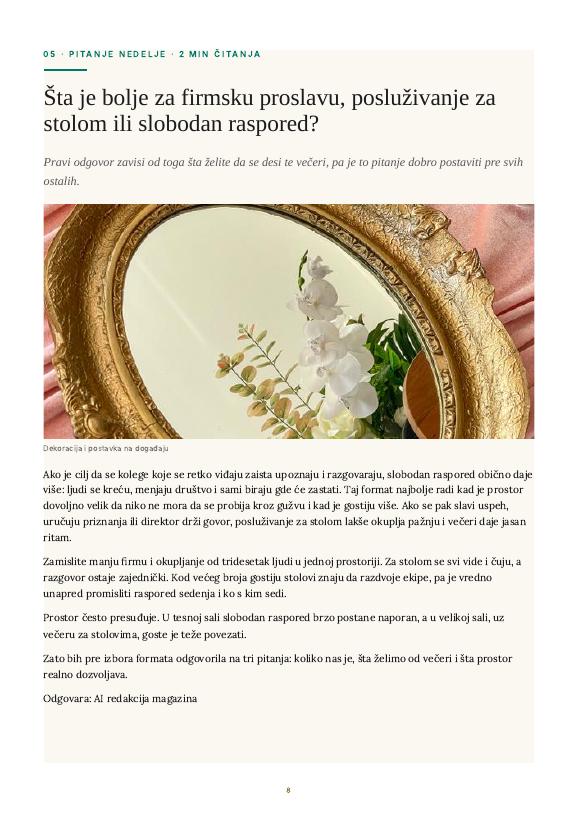 05 · PITANJE NEDELJE · 2 MIN ČITANJA
Šta je bolje za firmsku proslavu, posluživanje za
stolom ili slobodan raspored?
Pravi odgovor zavisi od toga šta želite da se desi te večeri, pa je to pitanje dobro postaviti pre svih
ostalih.
Dekoracija i postavka na događaju
Ako je cilj da se kolege koje se retko viđaju zaista upoznaju i razgovaraju, slobodan raspored obično daje
više: ljudi se kreću, menjaju društvo i sami biraju gde će zastati. Taj format najbolje radi kad je prostor
dovoljno velik da niko ne mora da se probija kroz gužvu i kad je gostiju više. Ako se pak slavi uspeh,
uručuju priznanja ili direktor drži govor, posluživanje za stolom lakše okuplja pažnju i večeri daje jasan
ritam.
Zamislite manju firmu i okupljanje od tridesetak ljudi u jednoj prostoriji. Za stolom se svi vide i čuju, a
razgovor ostaje zajednički. Kod većeg broja gostiju stolovi znaju da razdvoje ekipe, pa je vredno
unapred promisliti raspored sedenja i ko s kim sedi.
Prostor često presuđuje. U tesnoj sali slobodan raspored brzo postane naporan, a u velikoj sali, uz
večeru za stolovima, goste je teže povezati.
Zato bih pre izbora formata odgovorila na tri pitanja: koliko nas je, šta želimo od večeri i šta prostor
realno dozvoljava.
Odgovara: AI redakcija magazina
8